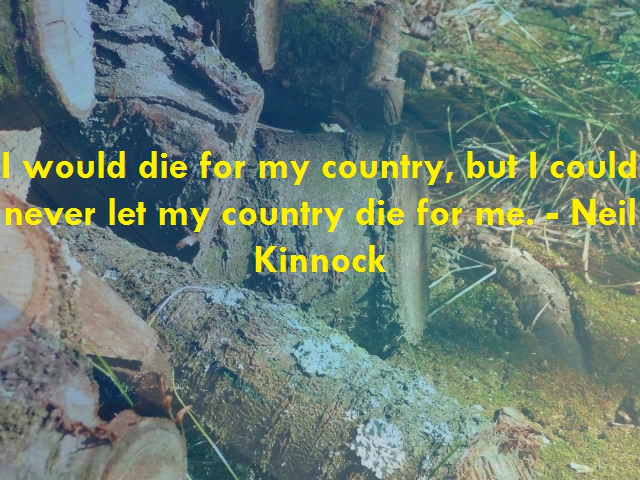 I would die for my country, but I could
never let my country die for me. - Neil
Kinnock